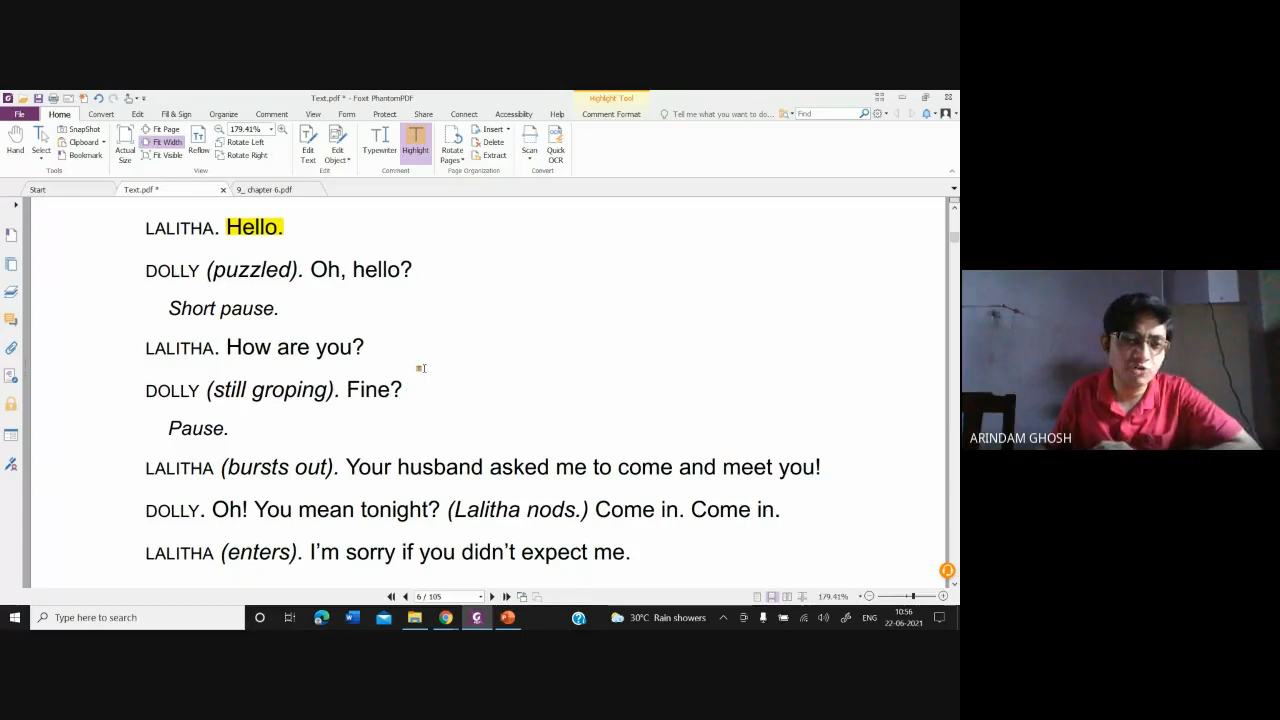 Text.pdf * - Foxit PhantomPDF
Highlight Tool
File Home Convert Edit Fill & Sign Organize Comment View Form Protect Share Connect Accessibility Help Comment Format Tell me what you want to do... Find
SnapShot
Clipboard
Bookmark
Hand
Select
Tools
Actual Size
Fit Page
Fit Width
Fit Visible
Reflow
179.41%
Rotate Left
Rotate Right
View
Edit Text
Edit Object
Edit
Typewriter
Highlight
Comment
Rotate Pages
Insert
Delete
Extract
Page Organization
Scan
Quick OCR
Convert
Start
Text.pdf *
9_ chapter 6.pdf
LALITHA. Hello.
DOLLY (puzzled). Oh, hello?
Short pause.
LALITHA. How are you?
DOLLY (still groping). Fine?
Pause.
LALITHA (bursts out). Your husband asked me to come and meet you!
DOLLY. Oh! You mean tonight? (Lalitha nods.) Come in. Come in.
LALITHA (enters). I'm sorry if you didn't expect me.
ARINDAM GHOSH
6 / 105
179.41%
Type here to search
30°C Rain showers
ENG
10:56
22-06-2021